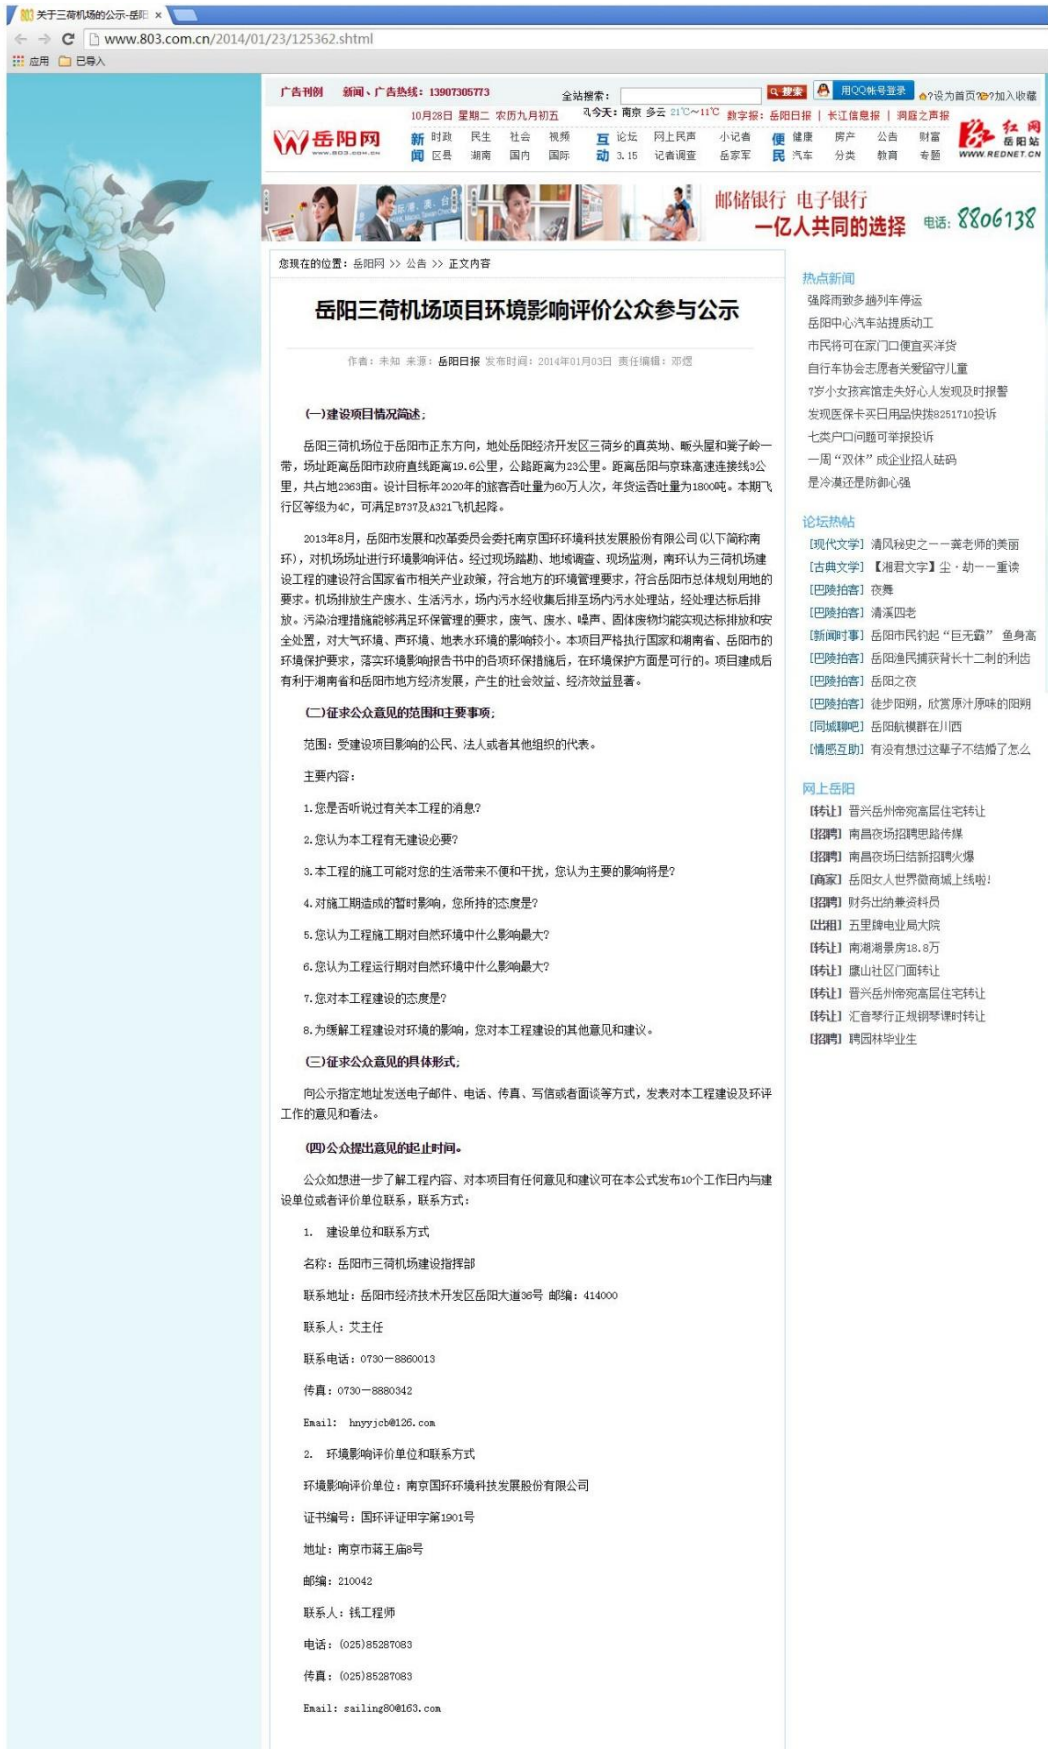 803 关于三荷机场的公示-岳阳 ×
www.803.com.cn/2014/01/23/125362.shtml
应用 已导入
广告刊例 新闻、广告热线：13907305773
全站搜索： 搜索 用QQ帐号登录 ?设为首页??加入收藏
10月28日 星期二 农历九月初五 今天：南京 多云 21℃~11℃ 数字报：岳阳日报 | 长江信息报 | 洞庭之声报
岳阳网
www.803.com.cn
新闻 时政 民生 社会 视频 互动 论坛 网上民声 小记者 便民 健康 房产 公告 财富
区县 湖南 国内 国际 3.15 记者调查 岳家军 汽车 分类 教育 专题
红网
岳阳站
WWW.REDNET.CN
邮储银行 电子银行
一亿人共同的选择
电话：8806138
您现在的位置：岳阳网 >> 公告 >> 正文内容
岳阳三荷机场项目环境影响评价公众参与公示
作者：未知 来源：岳阳日报 发布时间：2014年01月03日 责任编辑：邓煜
(一)建设项目情况简述;
岳阳三荷机场位于岳阳市正东方向，地处岳阳经济开发区三荷乡的真英坳、畈头屋和凳子岭一
带，场址距离岳阳市政府直线距离19.6公里，公路距离为23公里。距离岳阳与京珠高速连接线3公
里，共占地2363亩。设计目标年2020年的旅客吞吐量为60万人次，年货运吞吐量为1800吨。本期飞
行区等级为4C，可满足B737及A321飞机起降。
2013年8月，岳阳市发展和改革委员会委托南京国环环境科技发展股份有限公司(以下简称南
环)，对机场场址进行环境影响评估。经过现场踏勘、地域调查、现场监测，南环认为三荷机场建
设工程的建设符合国家省市相关产业政策，符合地方的环境管理要求，符合岳阳市总体规划用地的
要求。机场排放生产废水、生活污水，场内污水经收集后排至场内污水处理站，经处理达标后排
放。污染治理措施能够满足环保管理的要求，废气、废水、噪声、固体废物均能实现达标排放和安
全处置，对大气环境、声环境、地表水环境的影响较小。本项目严格执行国家和湖南省、岳阳市的
环境保护要求，落实环境影响报告书中的各项环保措施后，在环境保护方面是可行的。项目建成后
有利于湖南省和岳阳市地方经济发展，产生的社会效益、经济效益显著。
(二)征求公众意见的范围和主要事项;
范围：受建设项目影响的公民、法人或者其他组织的代表。
主要内容：
1.您是否听说过有关本工程的消息?
2.您认为本工程有无建设必要?
3.本工程的施工可能对您的生活带来不便和干扰，您认为主要的影响将是?
4.对施工期造成的暂时影响，您所持的态度是?
5.您认为工程施工期对自然环境中什么影响最大?
6.您认为工程运行期对自然环境中什么影响最大?
7.您对本工程建设的态度是?
8.为缓解工程建设对环境的影响，您对本工程建设的其他意见和建议。
(三)征求公众意见的具体形式;
向公示指定地址发送电子邮件、电话、传真、写信或者面谈等方式，发表对本工程建设及环评
工作的意见和看法。
(四)公众提出意见的起止时间。
公众如想进一步了解工程内容、对本项目有任何意见和建议可在本公式发布10个工作日内与建
设单位或者评价单位联系，联系方式：
1. 建设单位和联系方式
名称：岳阳市三荷机场建设指挥部
联系地址：岳阳市经济技术开发区岳阳大道36号 邮编：414000
联系人：艾主任
联系电话：0730—8860013
传真：0730—8880342
Email: hnyyjcb@126.com
2. 环境影响评价单位和联系方式
环境影响评价单位：南京国环环境科技发展股份有限公司
证书编号：国环评证甲字第1901号
地址：南京市蒋王庙8号
邮编：210042
联系人：钱工程师
电话：(025)85287083
传真：(025)85287083
Email：sailing80@163.com
热点新闻
强降雨致多趟列车停运
岳阳中心汽车站提质动工
市民将可在家门口便宜买洋货
自行车协会志愿者关爱留守儿童
7岁小女孩宾馆走失好心人发现及时报警
发现医保卡买日用品快拨8251710投诉
七类户口问题可举报投诉
一周“双休”成企业招人砝码
是冷漠还是防御心强
论坛热帖
[现代文学] 清风秘史之——龚老师的美丽
[古典文学] 【湘君文字】尘·劫——重读
[巴陵拍客] 夜舞
[巴陵拍客] 清溪四老
[新闻时事] 岳阳市民钓起“巨无霸” 鱼身高
[巴陵拍客] 岳阳渔民捕获背长十二刺的利齿
[巴陵拍客] 岳阳之夜
[巴陵拍客] 徒步阳朔，欣赏原汁原味的阳朔
[同城聊吧] 岳阳航模群在川西
[情感互助] 有没有想过这辈子不结婚了怎么
网上岳阳
[转让] 晋兴岳州帝宛高层住宅转让
[招聘] 南昌夜场招聘思路传媒
[招聘] 南昌夜场日结新招聘火爆
[商家] 岳阳女人世界微商城上线啦!
[招聘] 财务出纳兼资料员
[出租] 五里牌电业局大院
[转让] 南湖湖景房18.8万
[转让] 鹰山社区门面转让
[转让] 晋兴岳州帝宛高层住宅转让
[转让] 汇音琴行正规钢琴课时转让
[招聘] 聘园林毕业生